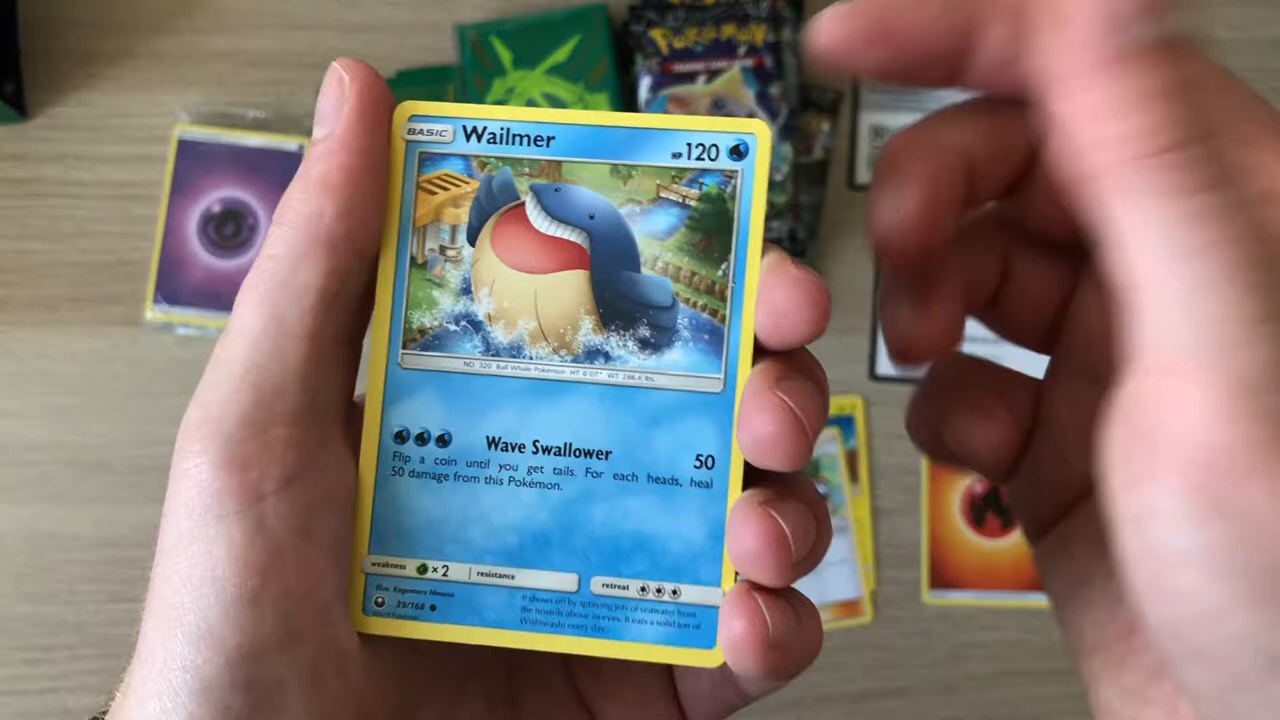 Pokémon
BASIC Wailmer HP 120
NO. 320 Ball Whale Pokémon HT: 6'07" WT: 286.6 lbs.
Wave Swallower 50
Flip a coin until you get tails. For each heads, heal
50 damage from this Pokémon.
weakness ×2 resistance retreat
Illus. Kagemaru Himeno
39/168
It shows off by spraying jets of seawater from
the nostrils above its eyes. It eats a solid ton of
Wishiwashi every day.